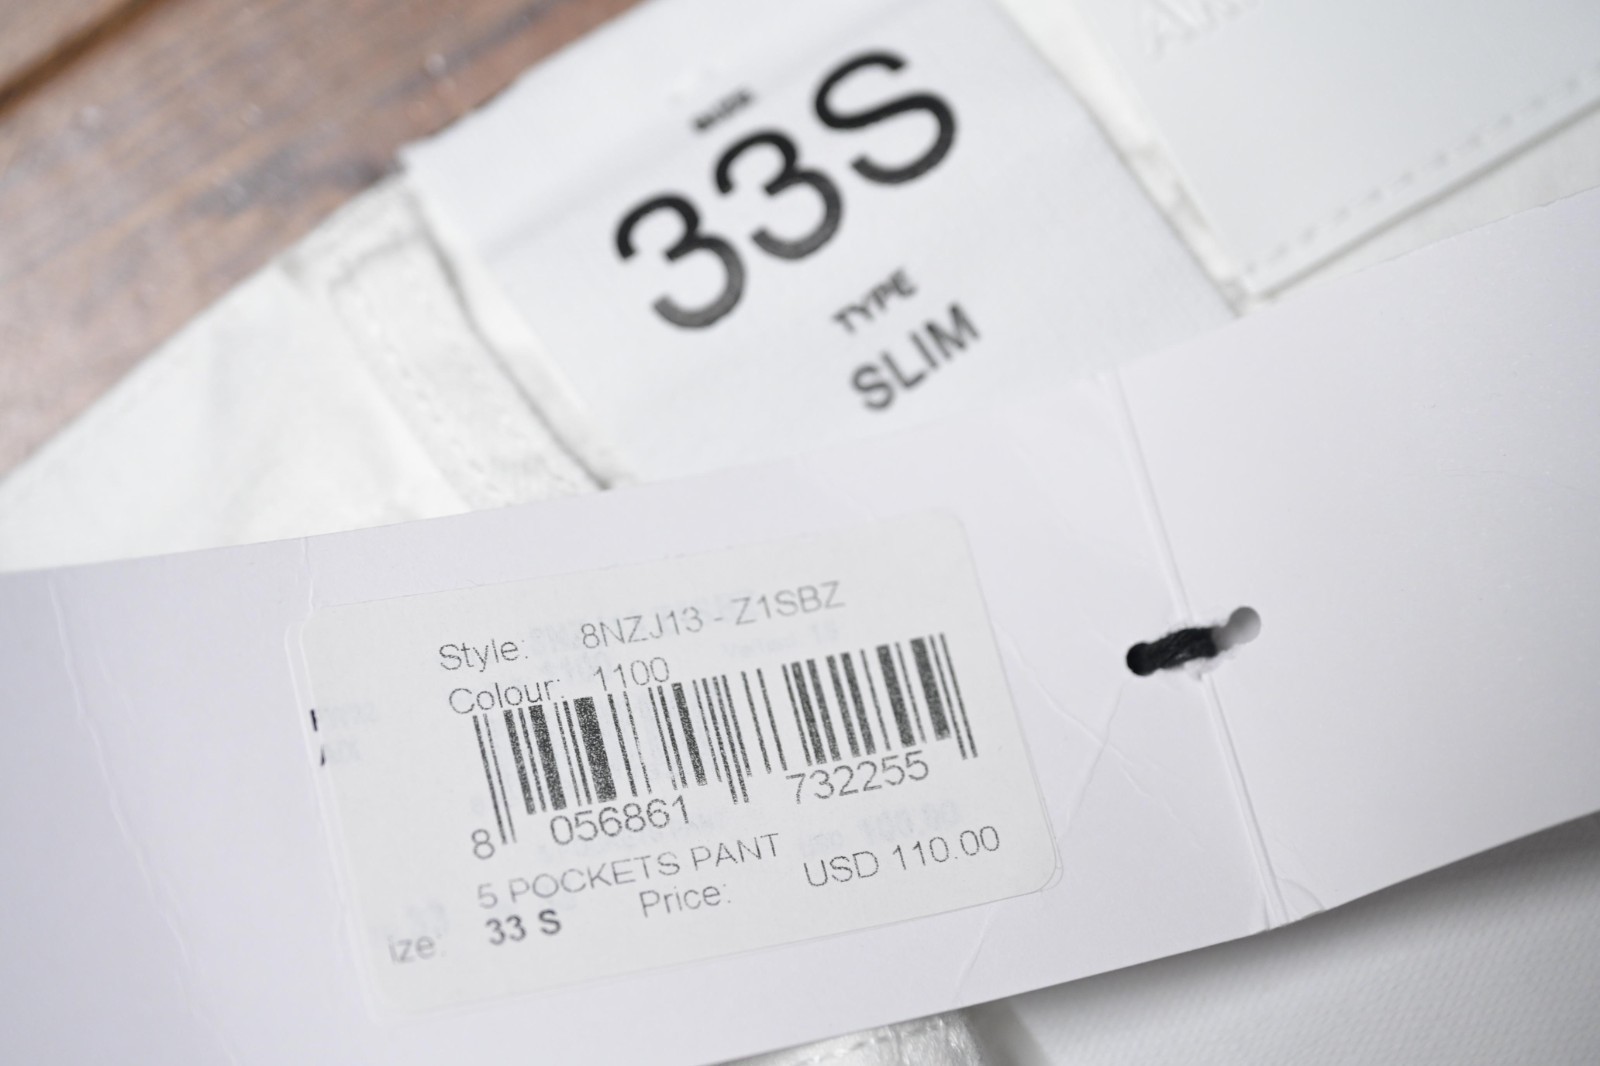 33S
TYPE
SLIM
Style: 8NZJ13 - Z1SBZ
Colour: 1100
8 056861 732255
5 POCKETS PANT
ize: 33 S Price: USD 110.00